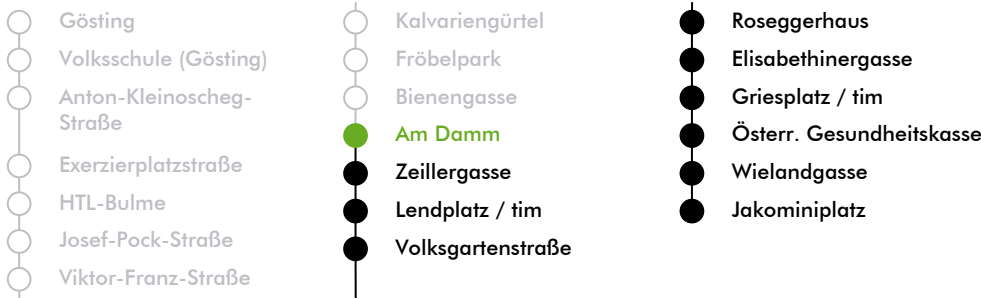 Gösting
Volksschule (Gösting)
Anton-Kleinoscheg-
Straße
Exerzierplatzstraße
HTL-Bulme
Josef-Pock-Straße
Viktor-Franz-Straße
Kalvariengürtel
Fröbelpark
Bienengasse
Am Damm
Zeillergasse
Lendplatz / tim
Volksgartenstraße
Roseggerhaus
Elisabethinergasse
Griesplatz / tim
Österr. Gesundheitskasse
Wielandgasse
Jakominiplatz